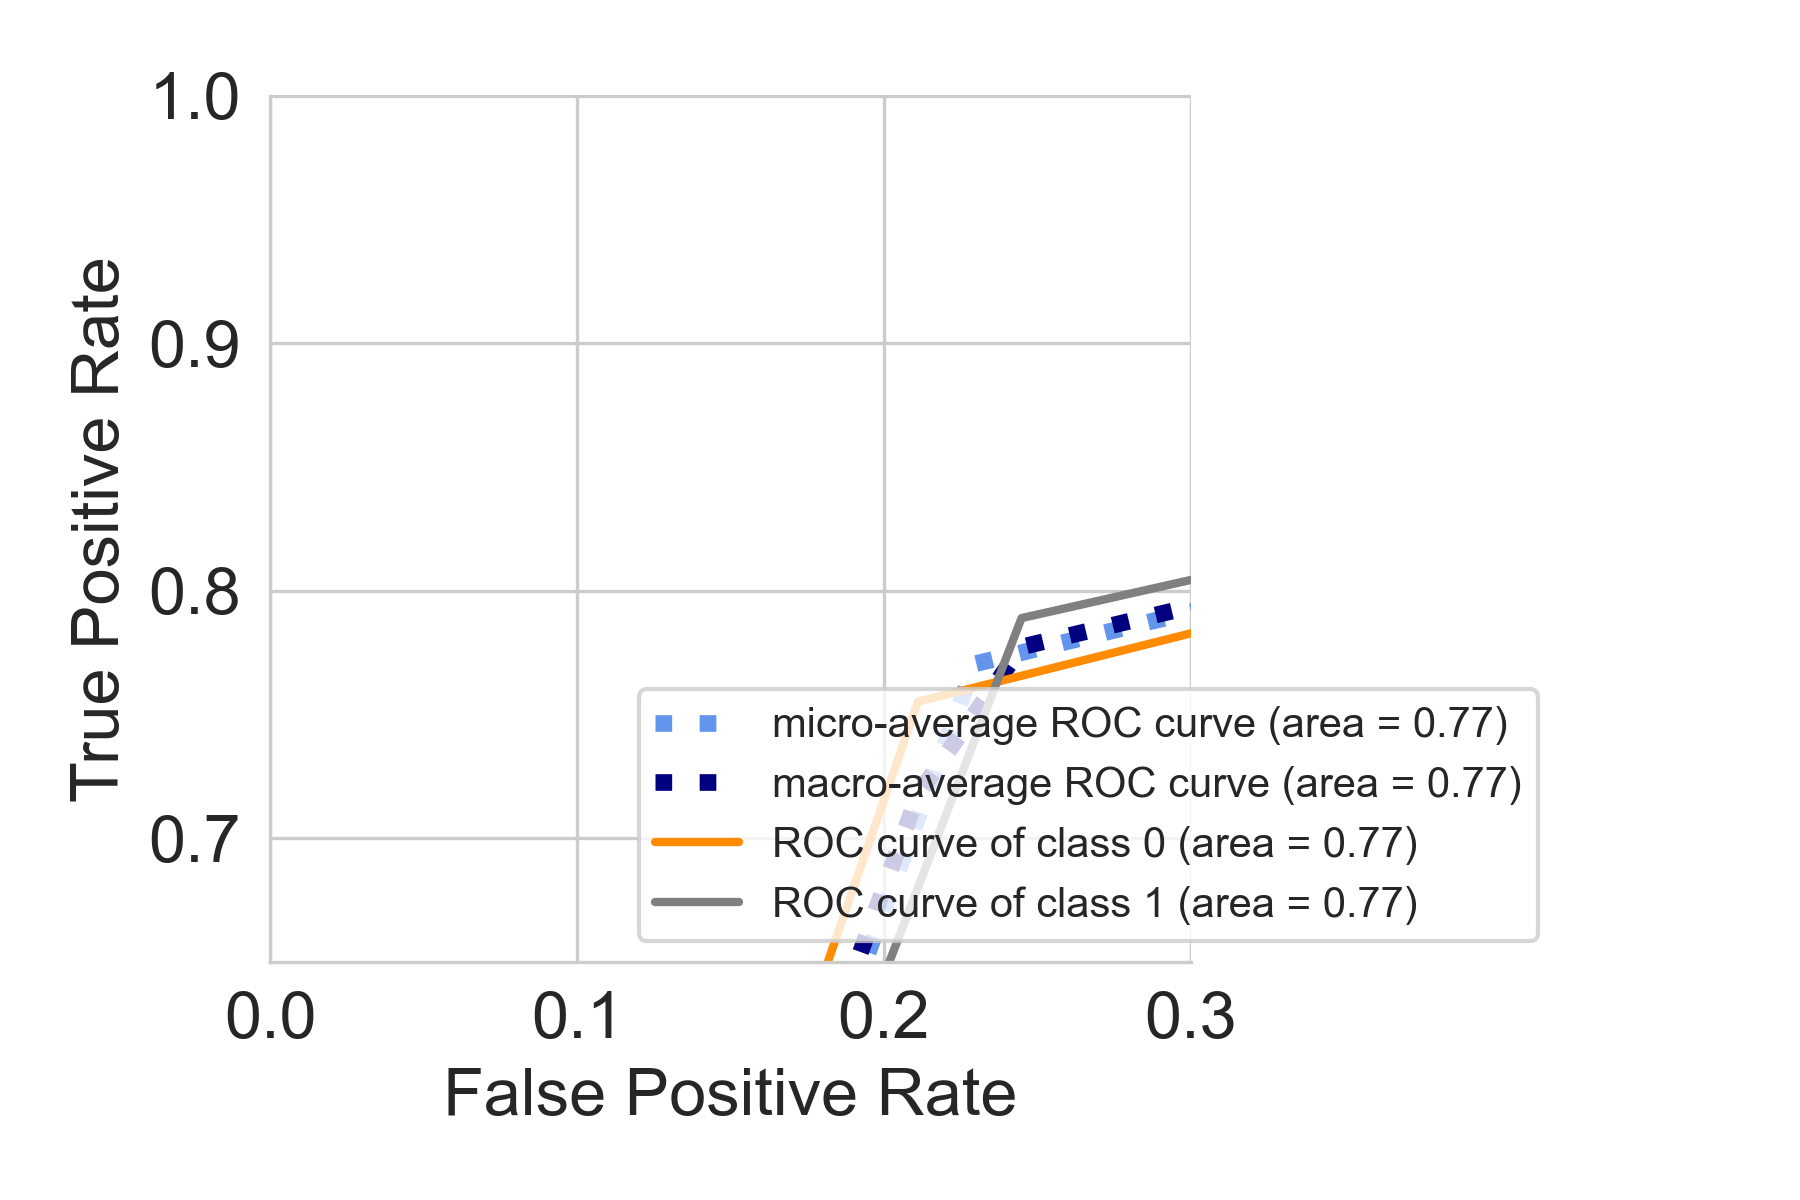 True Positive Rate
1.0
0.9
0.8
0.7
micro-average ROC curve (area = 0.77)
macro-average ROC curve (area = 0.77)
ROC curve of class 0 (area = 0.77)
ROC curve of class 1 (area = 0.77)
0.0 0.1 0.2 0.3
False Positive Rate